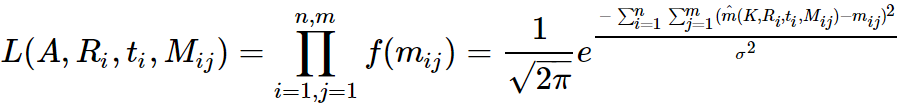 L(A, R_i, t_i, M_{ij}) = \prod_{i=1,j=1}^{n,m} f(m_{ij}) = \frac{1}{\sqrt{2\pi}} e^{\frac{-\sum_{i=1}^{n} \sum_{j=1}^{m} (\hat{m}(K,R_i,t_i,M_{ij})-m_{ij})^2}{\sigma^2}}